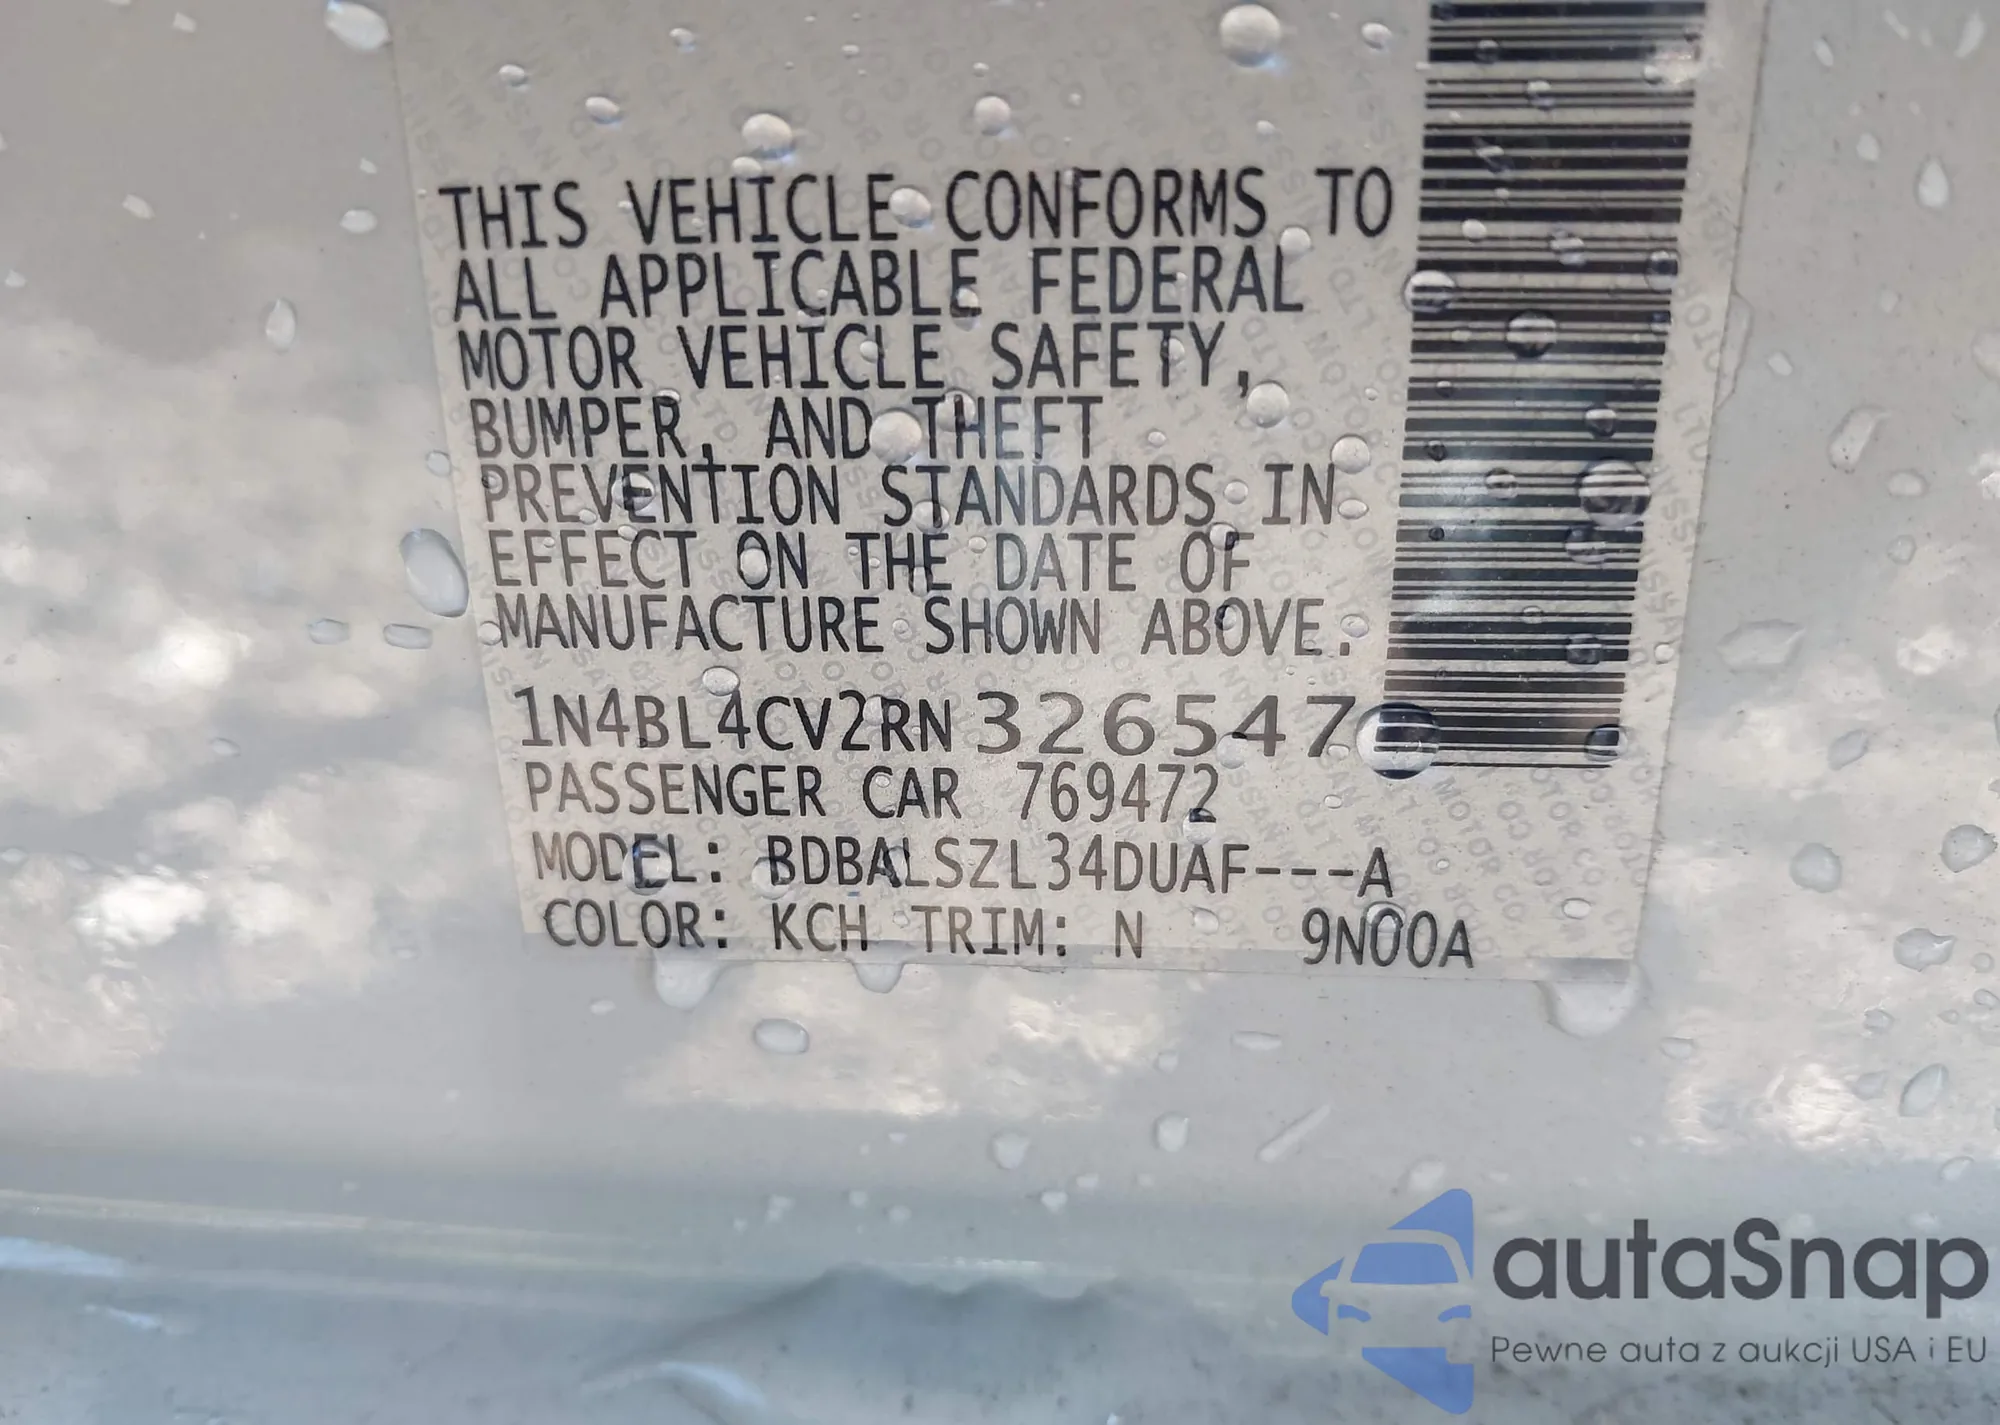 THIS VEHICLE CONFORMS TO
ALL APPLICABLE FEDERAL
MOTOR VEHICLE SAFETY,
BUMPER, AND THEFT
PREVENTION STANDARDS IN
EFFECT ON THE DATE OF
MANUFACTURE SHOWN ABOVE.
1N4BL4CV2RN326547
PASSENGER CAR 769472
MODEL: BDBALSZL34DUAF---A
COLOR: KCH TRIM: N 9N00A
autaSnap
Pewne auta z aukcji USA i EU